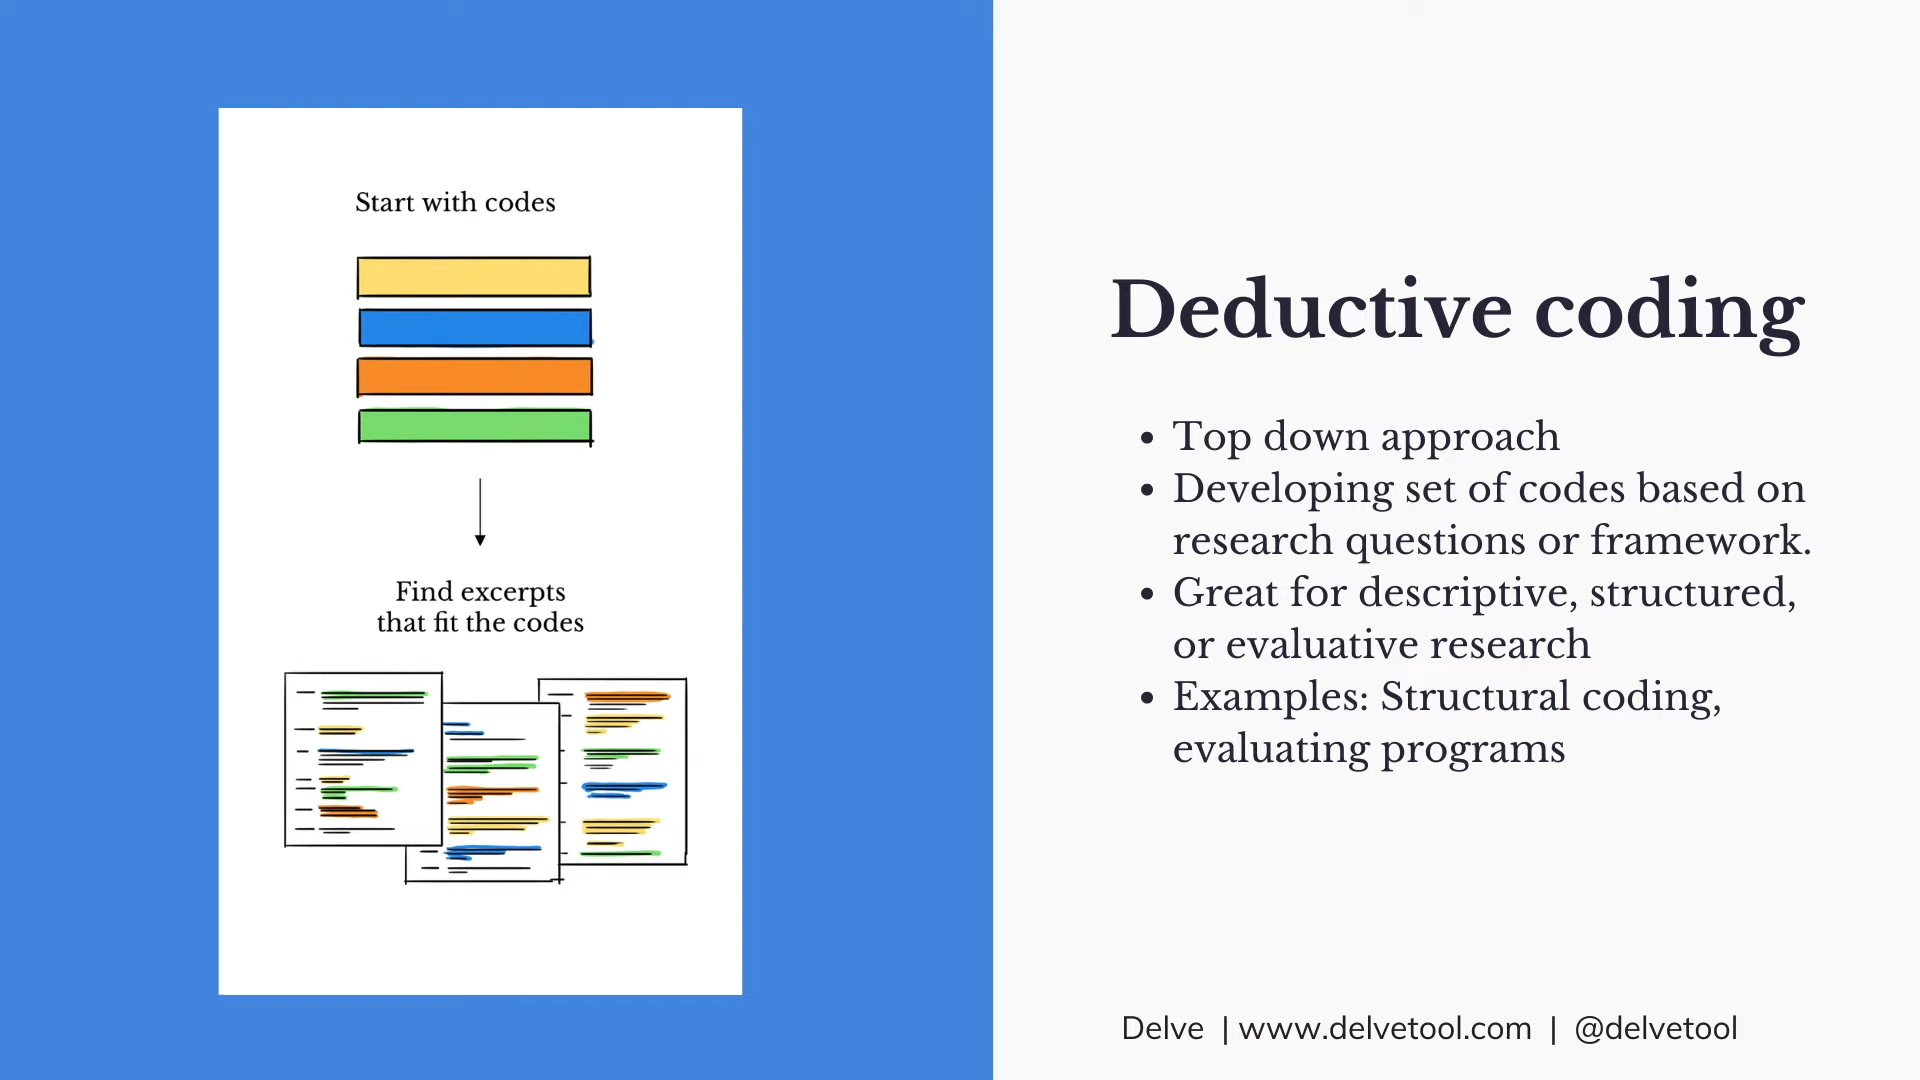 Start with codes
Find excerpts
that fit the codes
Deductive coding
• Top down approach
• Developing set of codes based on
research questions or framework.
• Great for descriptive, structured,
or evaluative research
• Examples: Structural coding,
evaluating programs
Delve | www.delvetool.com | @delvetool